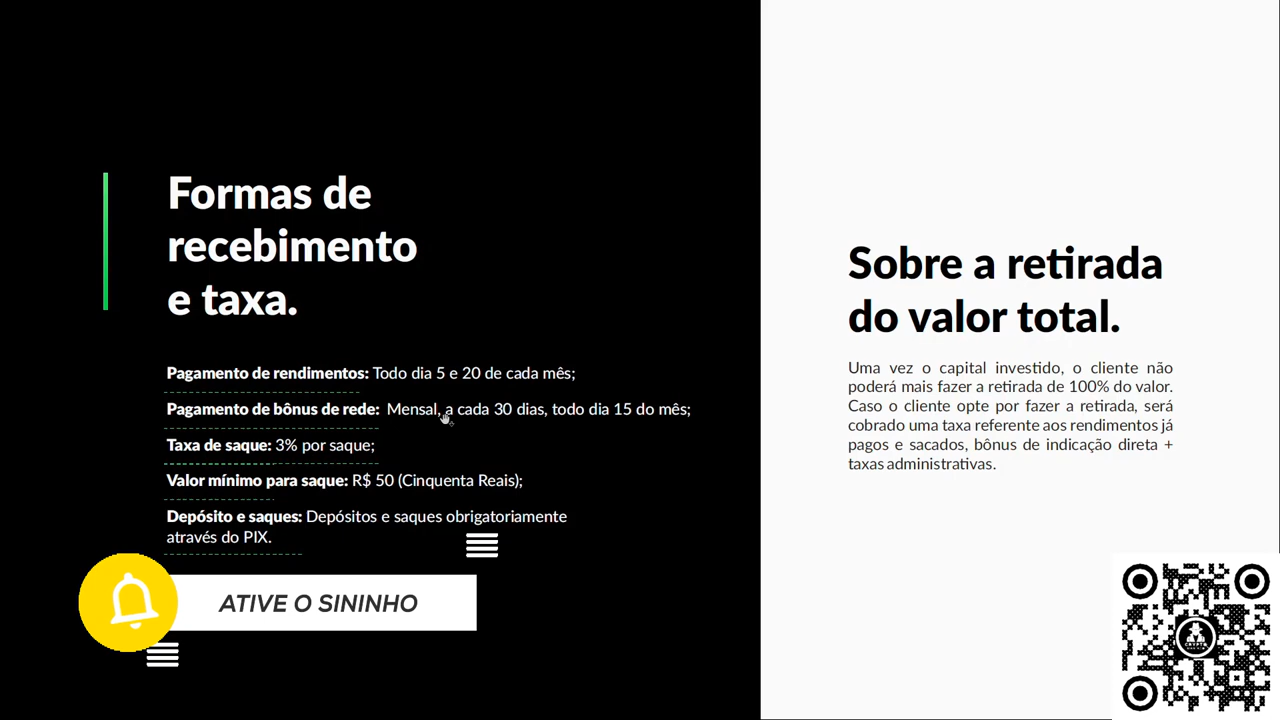 Formas de
recebimento
e taxa.
Pagamento de rendimentos: Todo dia 5 e 20 de cada mês;
Pagamento de bônus de rede: Mensal, a cada 30 dias, todo dia 15 do mês;
Taxa de saque: 3% por saque;
Valor mínimo para saque: R$ 50 (Cinquenta Reais);
Depósito e saques: Depósitos e saques obrigatoriamente
através do PIX.
ATIVE O SININHO
Sobre a retirada
do valor total.
Uma vez o capital investido, o cliente não
poderá mais fazer a retirada de 100% do valor.
Caso o cliente opte por fazer a retirada, será
cobrado uma taxa referente aos rendimentos já
pagos e sacados, bônus de indicação direta +
taxas administrativas.